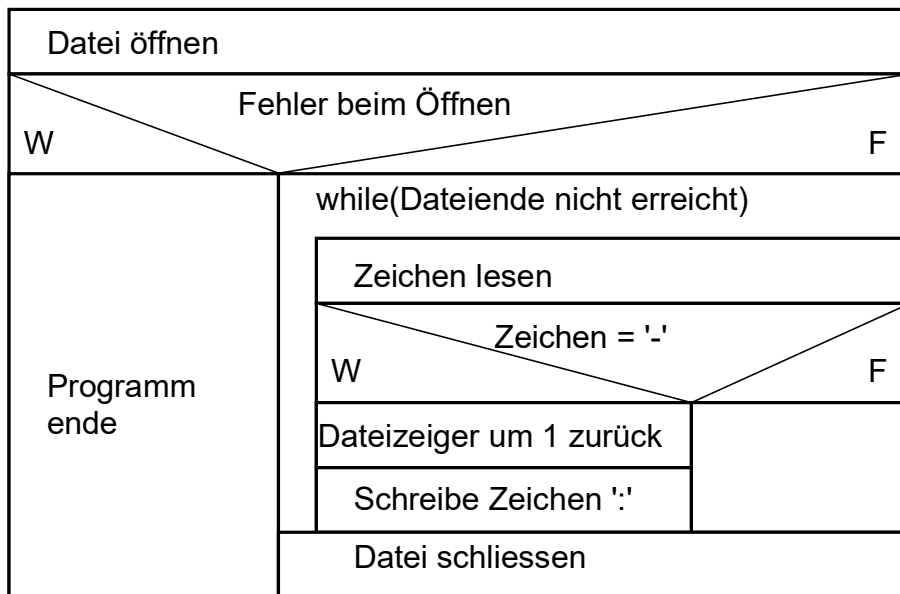 Datei öffnen
Fehler beim Öffnen
W
F
while(Dateiende nicht erreicht)
Zeichen lesen
Zeichen = '-'
W
F
Programm
ende
Dateizeiger um 1 zurück
Schreibe Zeichen ':'
Datei schliessen